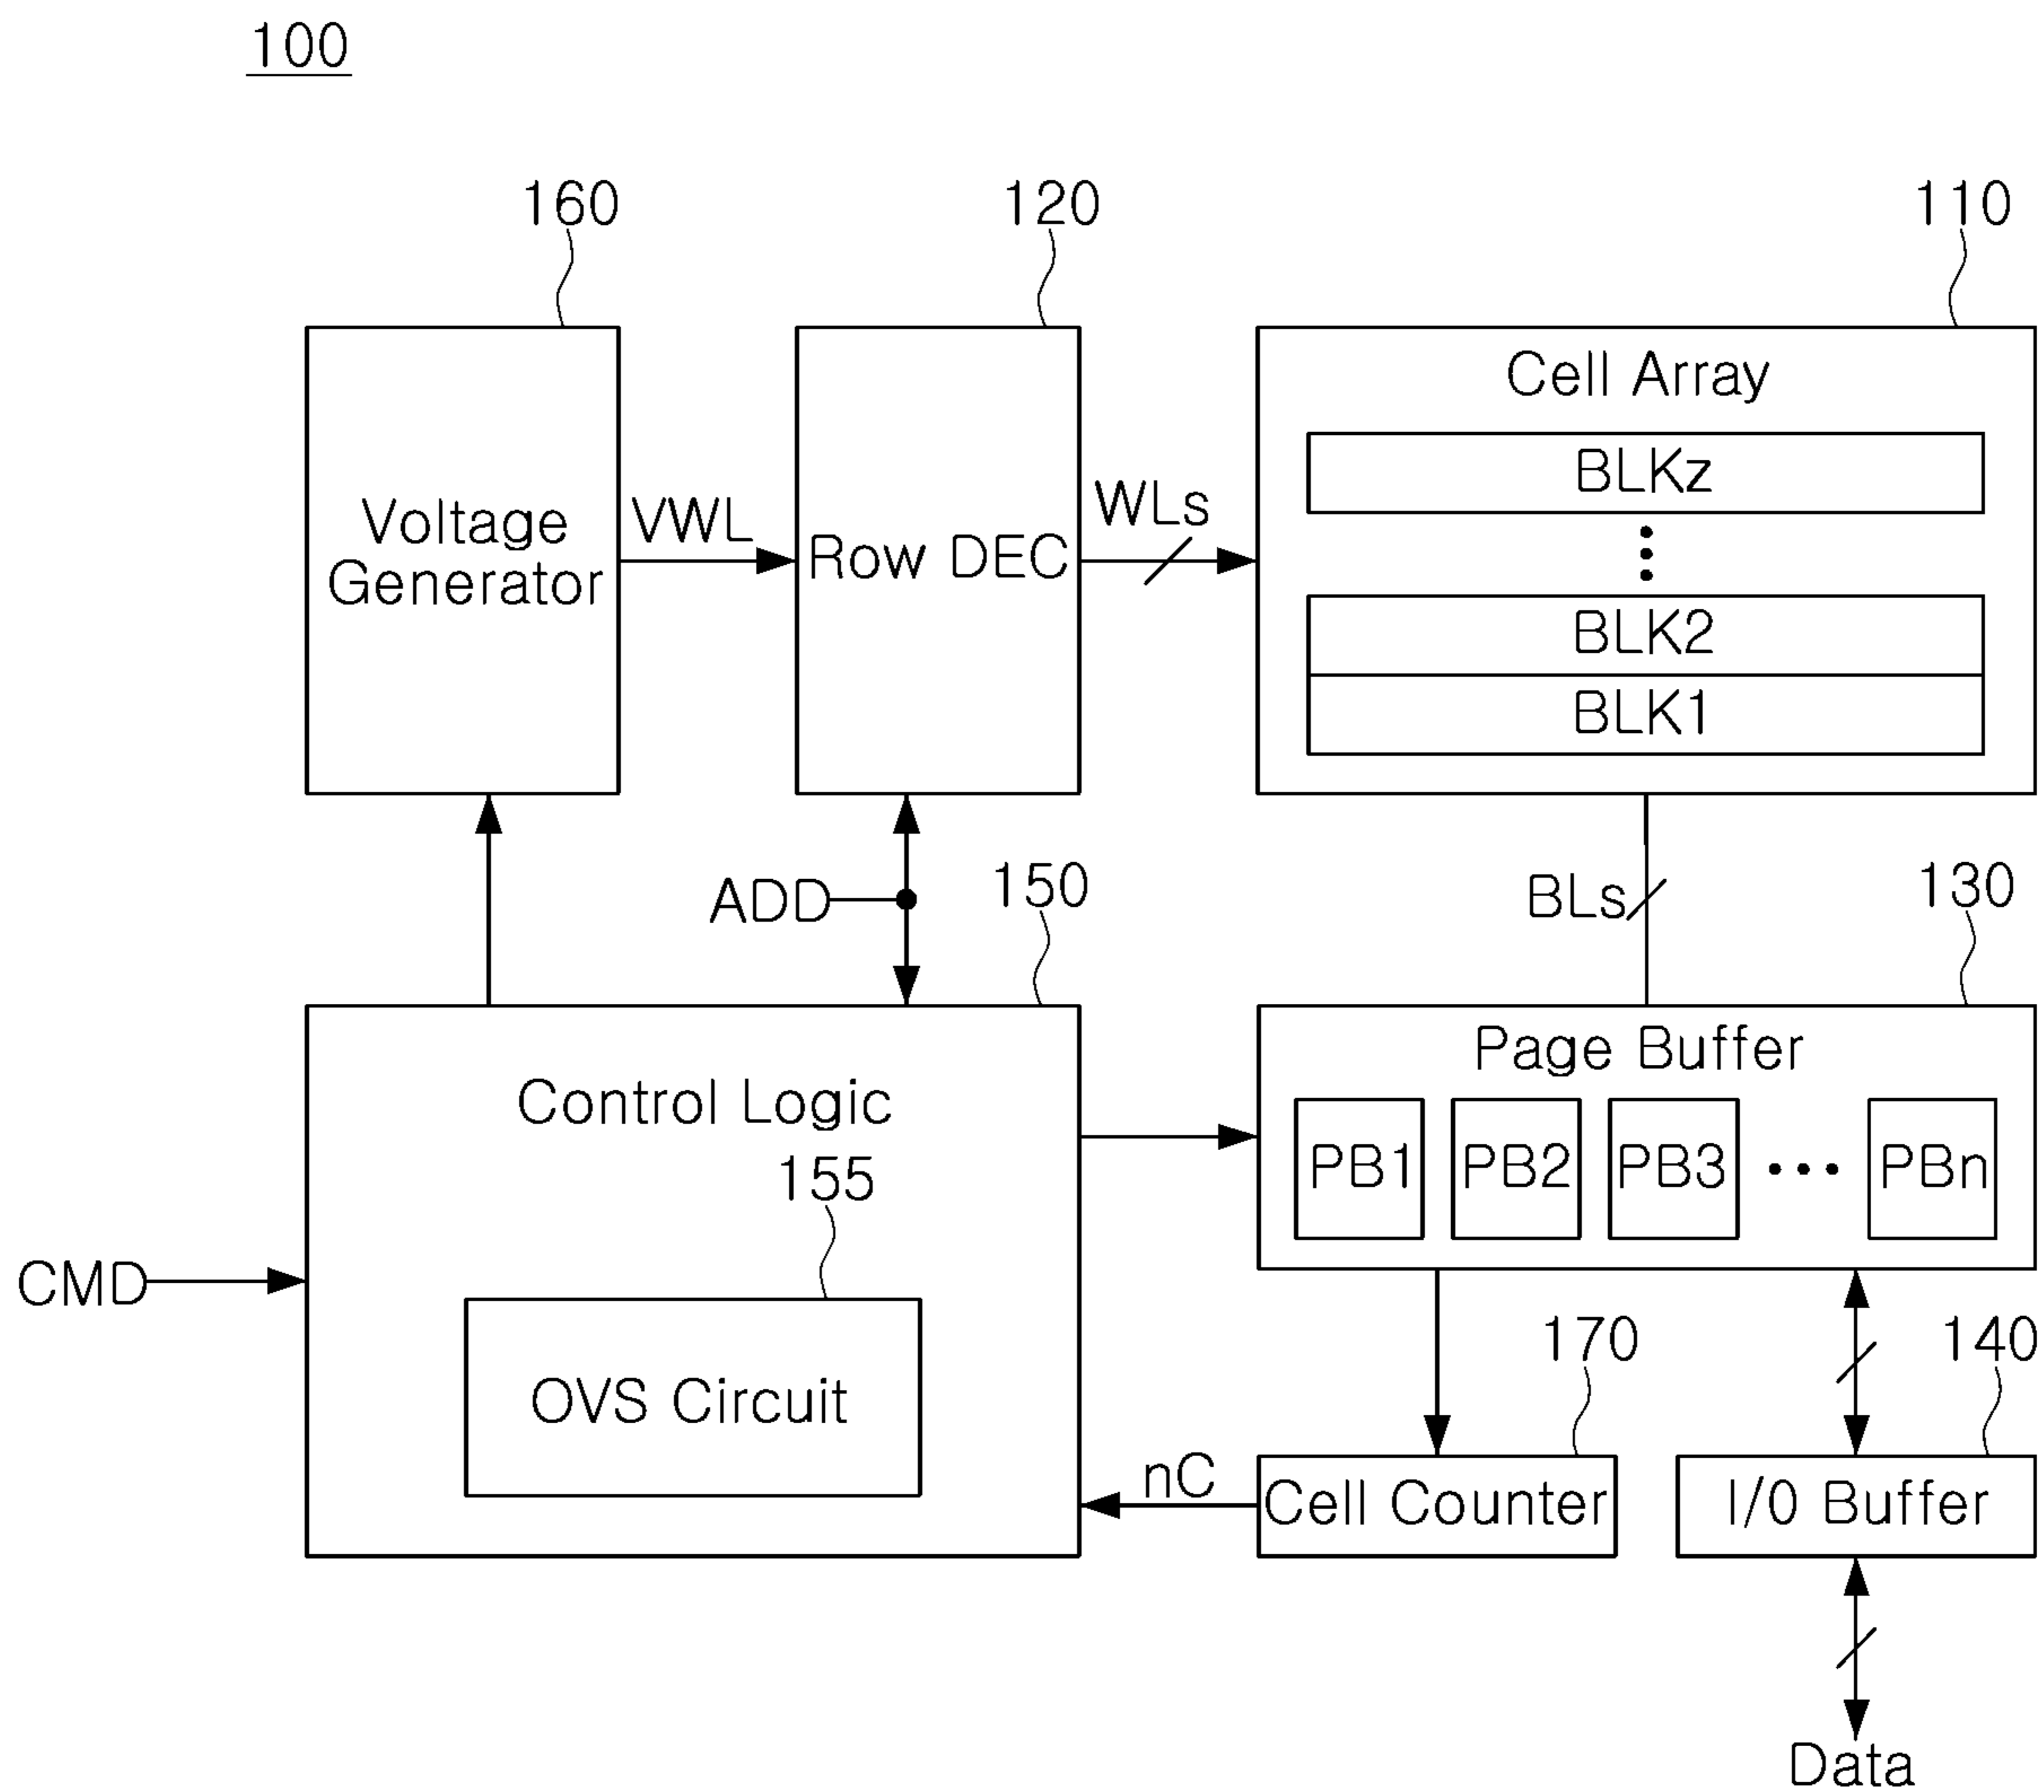 100
160
120
110
Cell Array
BLKz
Voltage
Generator
VWL
Row DEC
WLs
BLK2
BLK1
ADD
150
BLs
130
Page Buffer
Control Logic
PB1
PB2
PB3
PBn
155
CMD
OVS Circuit
170
140
nC
Cell Counter
I/0 Buffer
Data